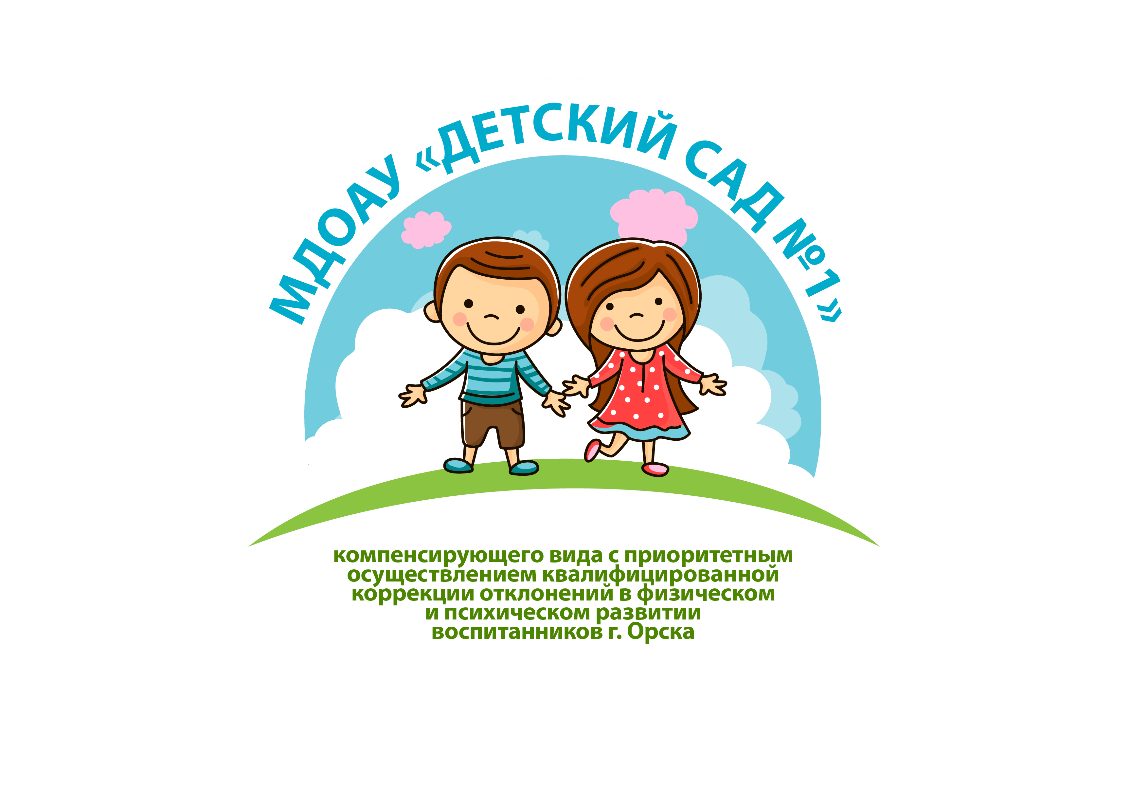 МДОАУ «ДЕТСКИЙ САД №1»
компенсирующего вида с приоритетным
осуществлением квалифицированной
коррекции отклонений в физическом
и психическом развитии
воспитанников г. Орска